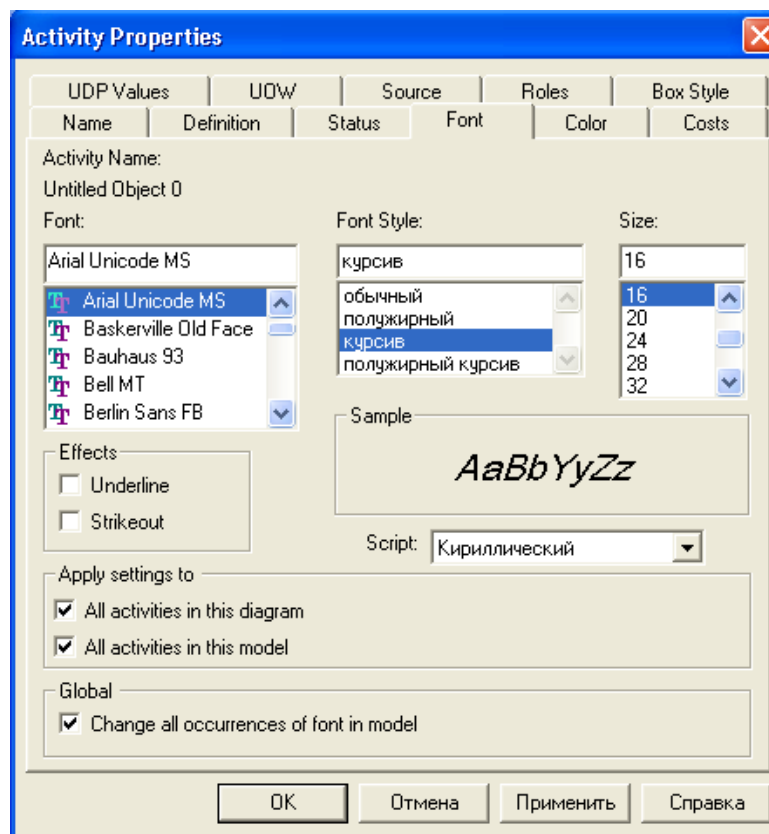 Activity Properties
UDP Values UOW Source Roles Box Style
Name Definition Status Font Color Costs
Activity Name:
Untitled Object 0
Font: Font Style: Size:
Arial Unicode MS курсив 16
Arial Unicode MS обычный 16
Baskerville Old Face полужирный 20
Bauhaus 93 курсив 24
Bell MT полужирный курсив 28
Berlin Sans FB 32
Sample
AaBbYyZz
Effects
Underline
Strikeout
Script: Кириллический
Apply settings to
All activities in this diagram
All activities in this model
Global
Change all occurrences of font in model
OK Отмена Применить Справка